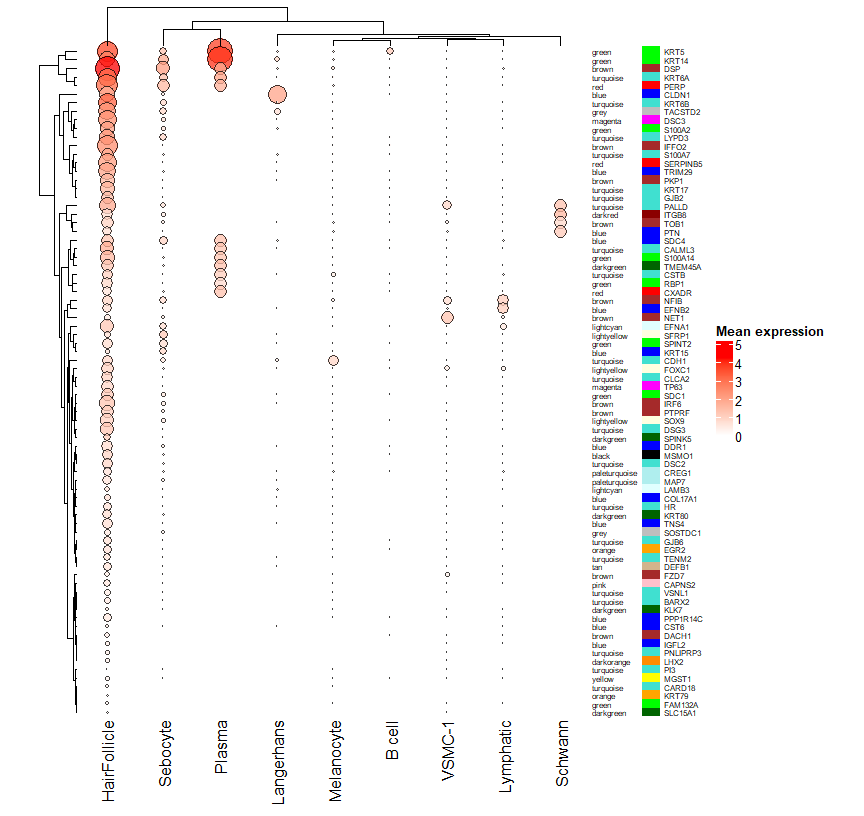 green KRT5
green KRT14
brown DSP
turquoise KRT6A
red PERP
blue CLDN1
turquoise KRT6B
grey TACSTD2
magenta DSC3
green S100A2
turquoise LYPD3
brown IFFO2
turquoise S100A7
red SERPINB5
blue TRIM29
brown PKP1
turquoise KRT17
turquoise GJB2
turquoise PALLD
darkred ITGB8
brown TOB1
blue PTN
blue SDC4
turquoise CALML3
green S100A14
darkgreen TMEM45A
turquoise CSTB
green RBP1
red CXADR
brown NFIB
blue EFNB2
brown NET1
lightcyan EFNA1
lightyellow SFRP1
green SPINT2
blue KRT15
turquoise CDH1
lightyellow FOXC1
turquoise CLCA2
magenta TP63
green SDC1
brown IRF6
brown PTPRF
lightyellow SOX9
turquoise DSG3
darkgreen SPINK5
blue DDR1
black MSMO1
turquoise DSC2
paleturquoise CREG1
paleturquoise MAP7
lightcyan LAMB3
blue COL17A1
turquoise HR
darkgreen KRT80
blue TNS4
grey SOSTDC1
turquoise GJB6
orange EGR2
turquoise TENM2
tan DEFB1
brown FZD7
pink CAPNS2
turquoise VSNL1
turquoise BARX2
darkgreen KLK7
blue PPP1R14C
blue CST6
brown DACH1
blue IGFL2
turquoise PNLIPRP3
darkorange LHX2
turquoise PI3
yellow MGST1
turquoise CARD18
orange KRT79
green FAM132A
darkgreen SLC15A1
Mean expression
5
4
3
2
1
0
HairFollicle
Sebocyte
Plasma
Langerhans
Melanocyte
B cell
VSMC-1
Lymphatic
Schwann